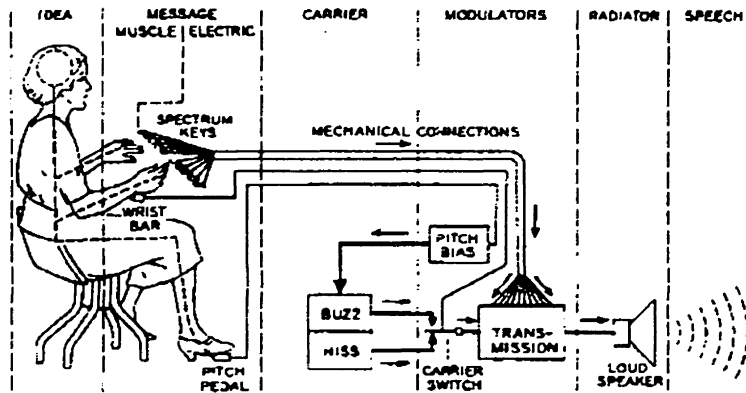 IDEA
MESSAGE
MUSCLE ELECTRIC
CARRIER
MODULATORS
RADIATOR
SPEECH
SPECTRUM
KEYS
MECHANICAL CONNECTIONS
WRIST
BAR
PITCH
BIAS
BUZZ
HISS
TRANS-
MISSION
PITCH
PEDAL
CARRIER
SWITCH
LOUD
SPEAKER